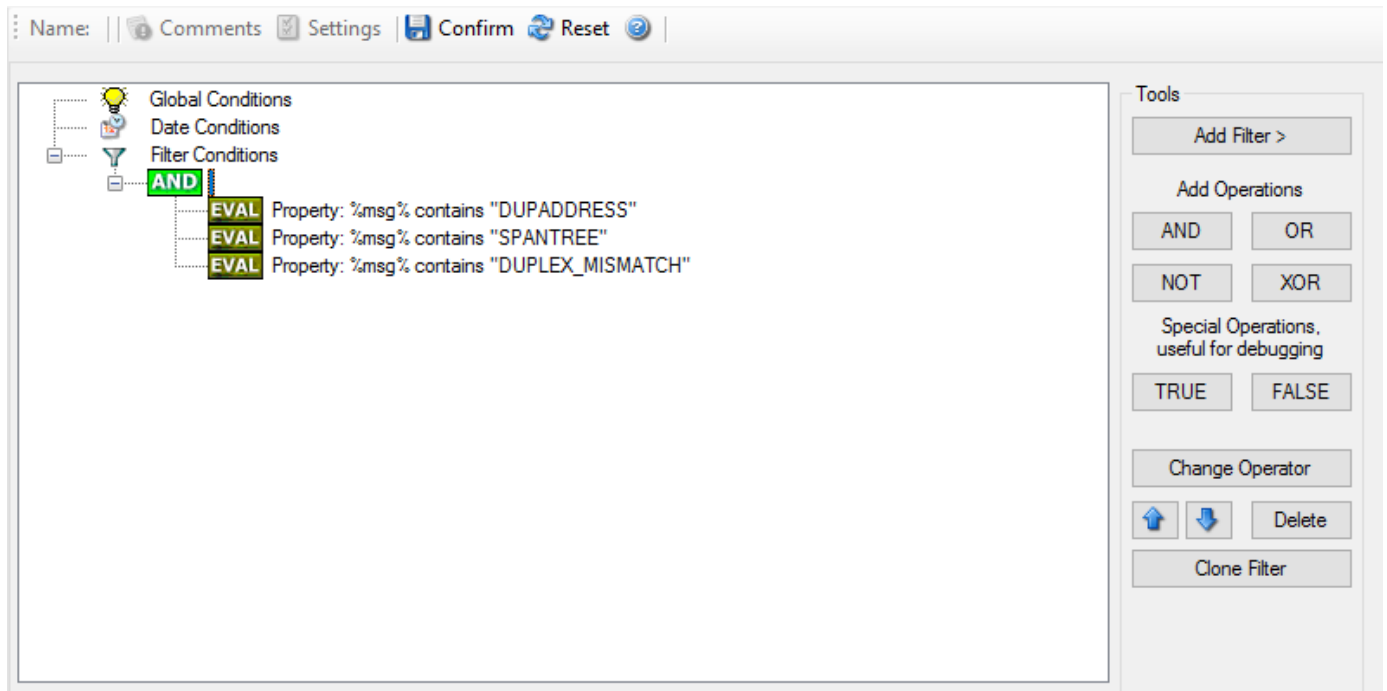 Name: Comments Settings Confirm Reset
Global Conditions
Date Conditions
Filter Conditions
AND
EVAL Property: %msg% contains "DUPADDRESS"
EVAL Property: %msg% contains "SPANTREE"
EVAL Property: %msg% contains "DUPLEX_MISMATCH"
Tools
Add Filter >
Add Operations
AND OR
NOT XOR
Special Operations,
useful for debugging
TRUE FALSE
Change Operator
Delete
Clone Filter